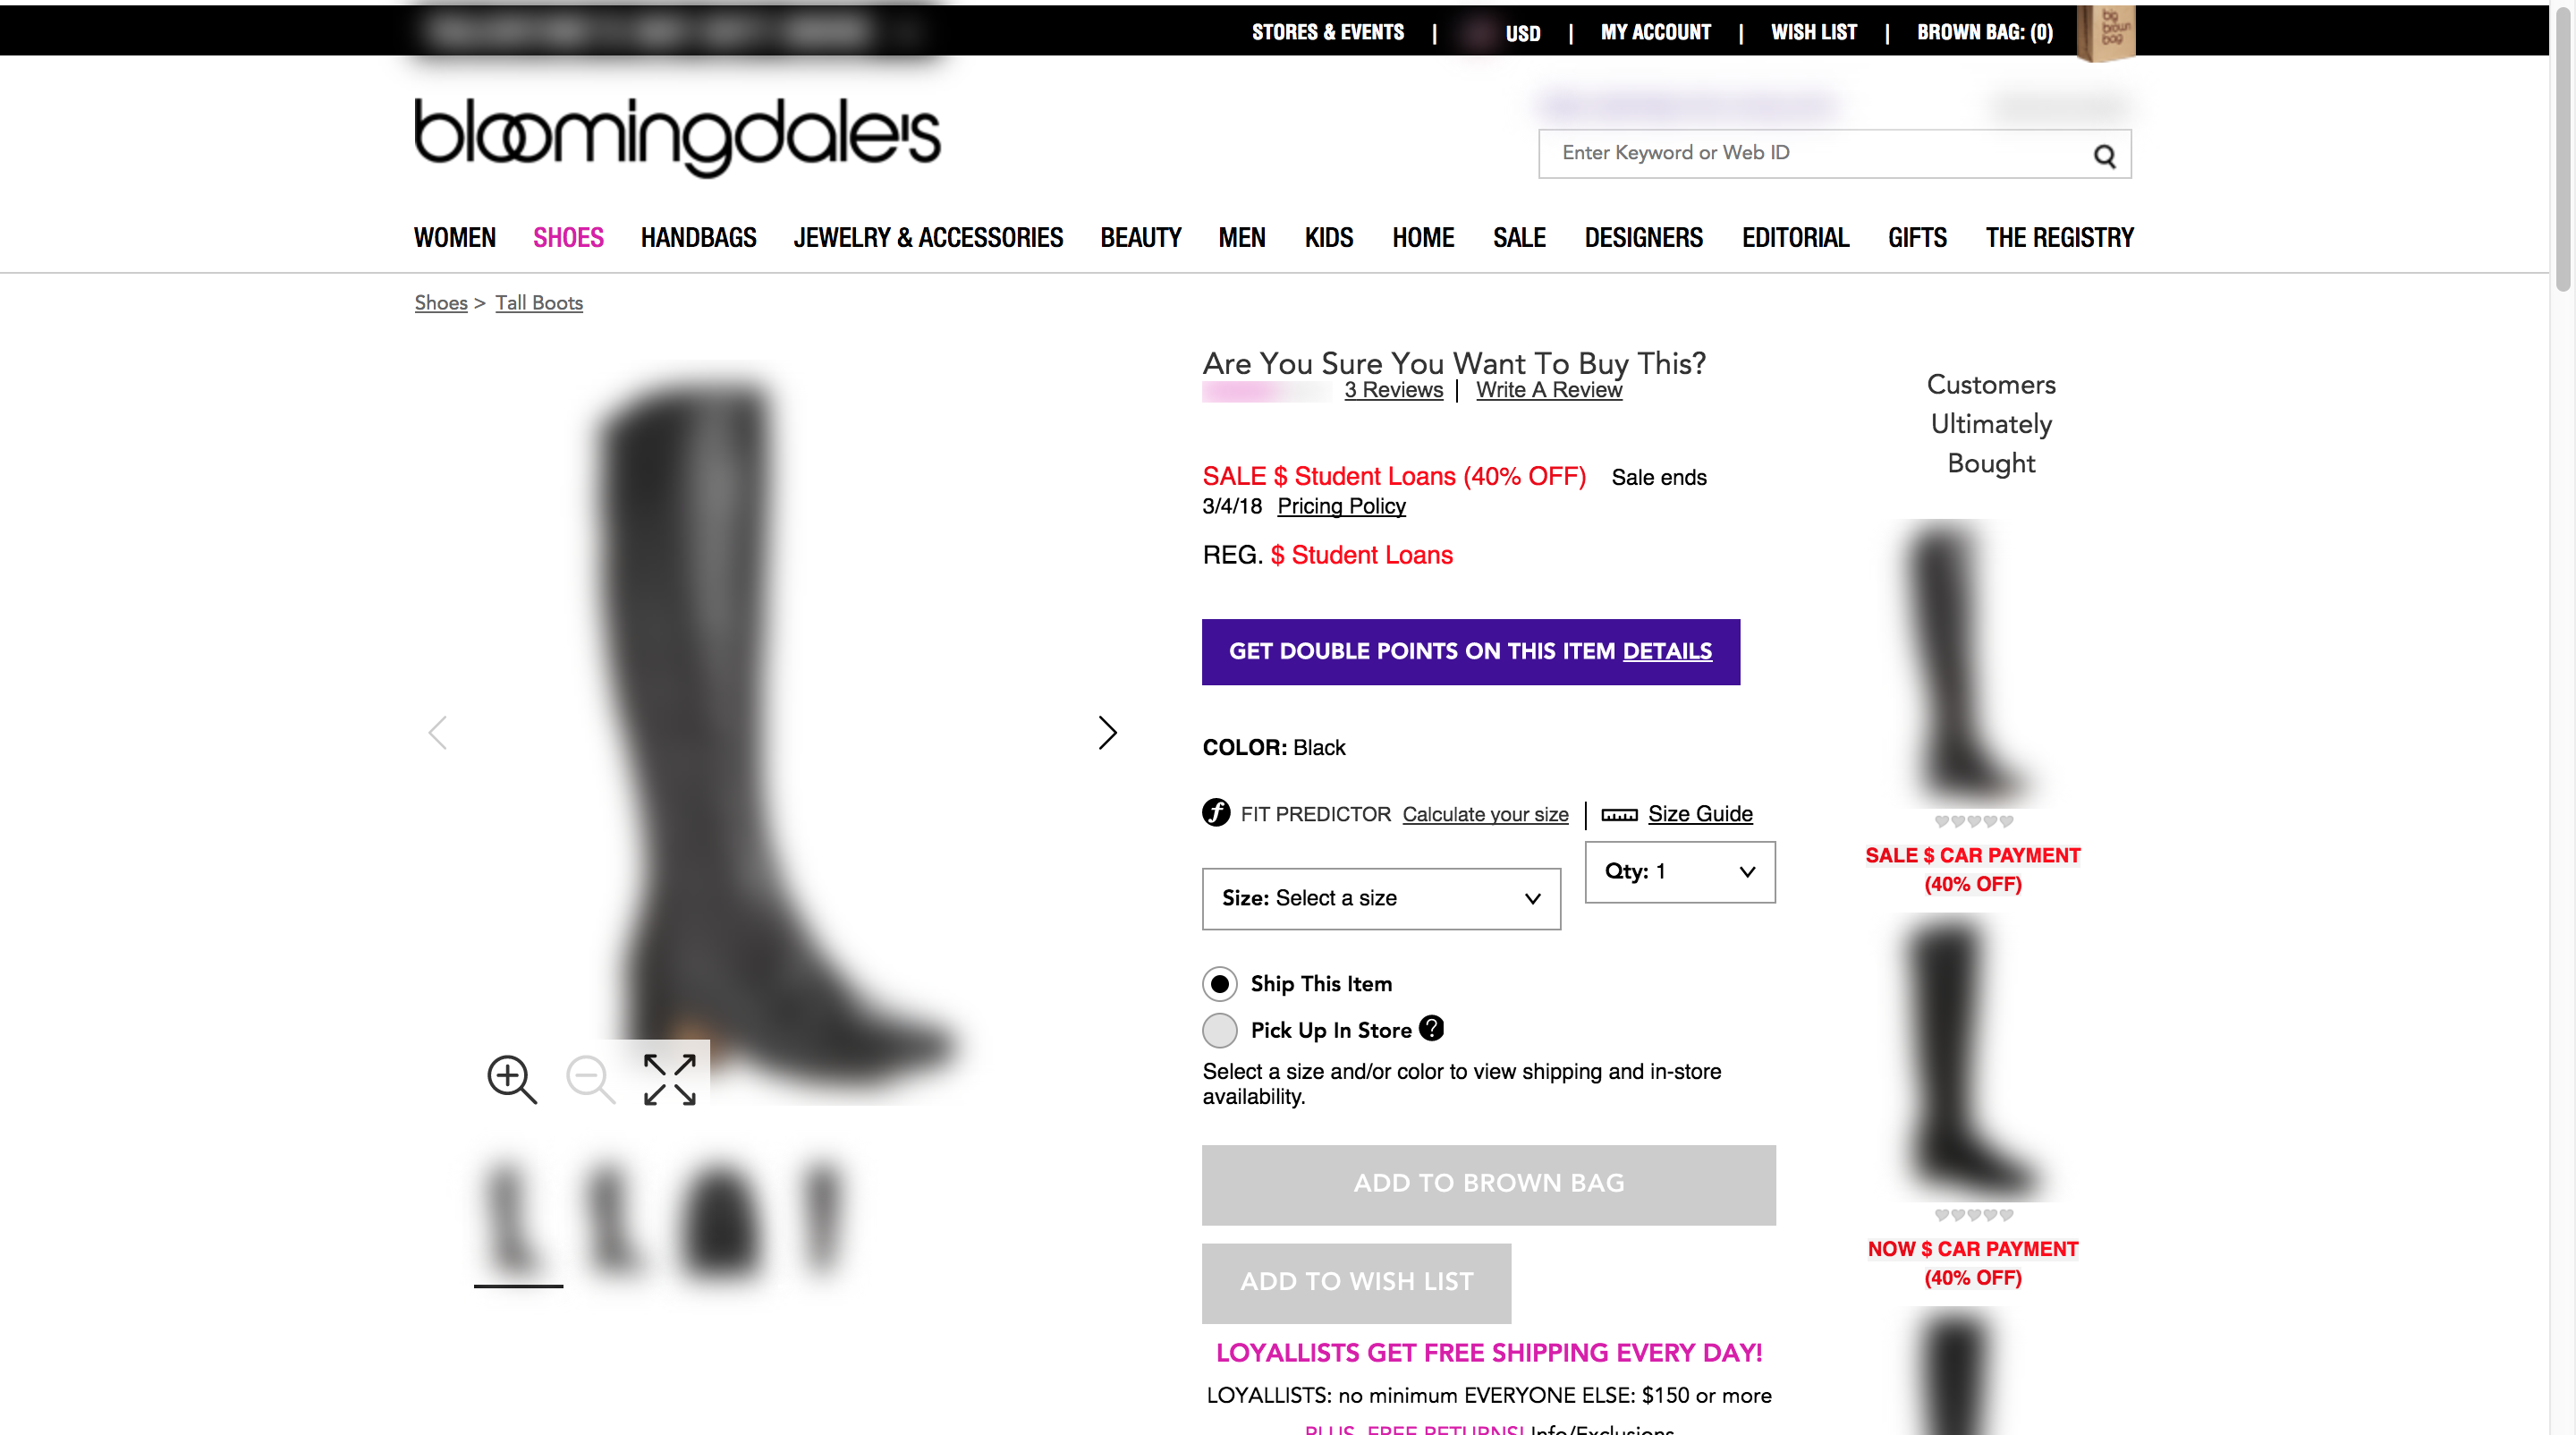 STORES & EVENTS | USD | MY ACCOUNT | WISH LIST | BROWN BAG: (0)
big brown bag
bloomingdale's
Enter Keyword or Web ID
WOMEN SHOES HANDBAGS JEWELRY & ACCESSORIES BEAUTY MEN KIDS HOME SALE DESIGNERS EDITORIAL GIFTS THE REGISTRY
Shoes > Tall Boots
Are You Sure You Want To Buy This?
3 Reviews | Write A Review
SALE $ Student Loans (40% OFF) Sale ends
3/4/18 Pricing Policy
REG. $ Student Loans
GET DOUBLE POINTS ON THIS ITEM DETAILS
COLOR: Black
FIT PREDICTOR Calculate your size | Size Guide
Size: Select a size
Qty: 1
Ship This Item
Pick Up In Store ?
Select a size and/or color to view shipping and in-store
availability.
ADD TO BROWN BAG
ADD TO WISH LIST
LOYALLISTS GET FREE SHIPPING EVERY DAY!
LOYALLISTS: no minimum EVERYONE ELSE: $150 or more
PLUS, FREE RETURNS! Info/Exclusions
Customers
Ultimately
Bought
SALE $ CAR PAYMENT
(40% OFF)
NOW $ CAR PAYMENT
(40% OFF)